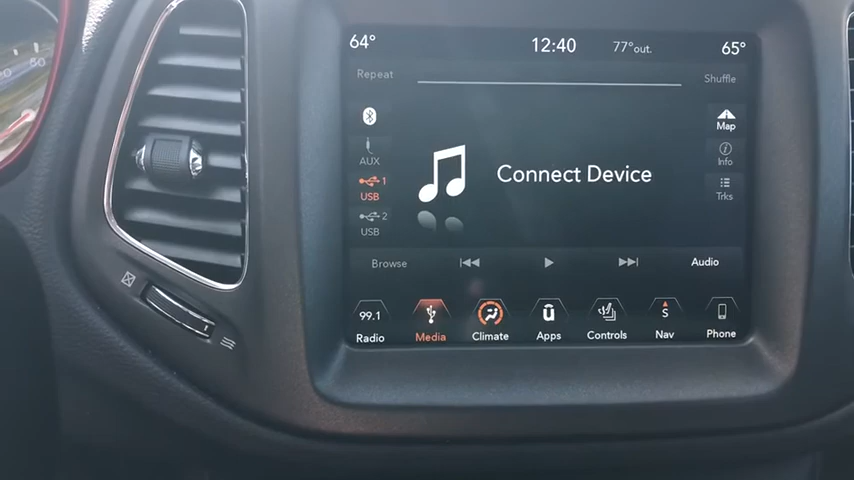 64° 12:40 77°out. 65°
Repeat Shuffle
Map
AUX
Info
1
USB
Connect Device
Trks
2
USB
Browse Audio
99.1 S
Radio Media Climate Apps Controls Nav Phone
50